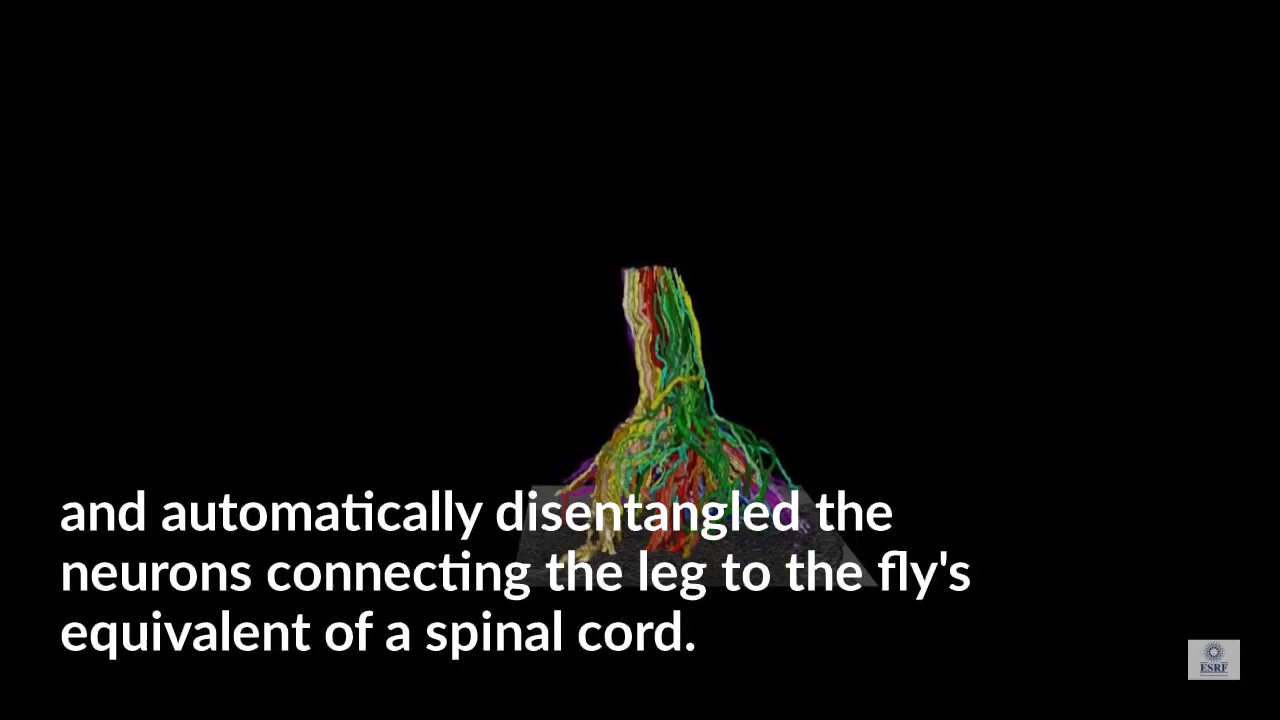 and automatically disentangled the
neurons connecting the leg to the fly's
equivalent of a spinal cord.
ESRF